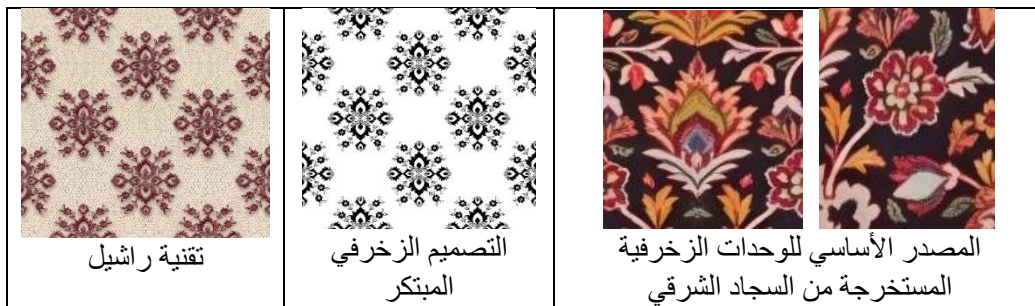 المصدر الأساسي للوحدات الزخرفية
المستخرجة من السجاد الشرقي
التصميم الزخرفي
المبتكر
تقنية راشيل